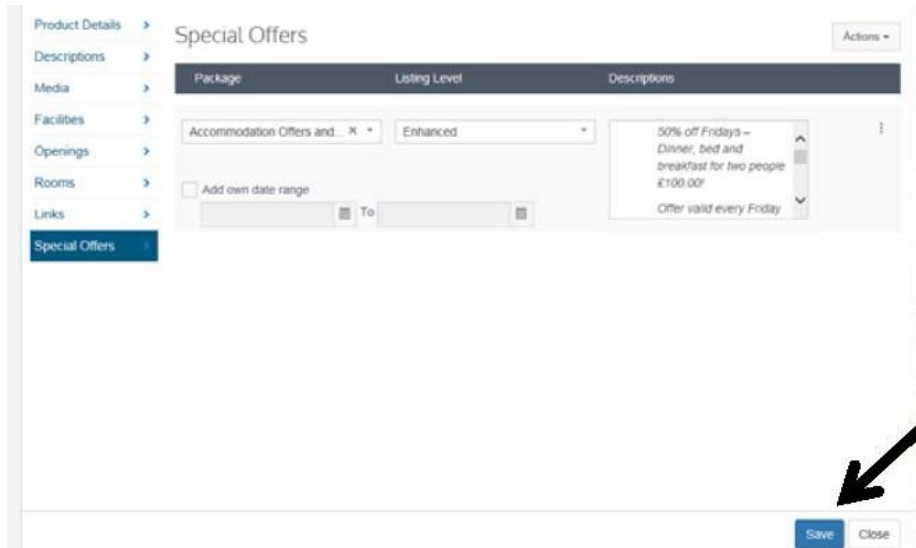 Product Details
Descriptions
Media
Facilities
Openings
Rooms
Links
Special Offers
Special Offers
Actions
Package Listing Level Descriptions
Accommodation Offers and... × Enhanced
50% off Fridays –
Dinner, bed and
breakfast for two people
£100.00!
Offer valid every Friday
Add own date range
To
Save Close